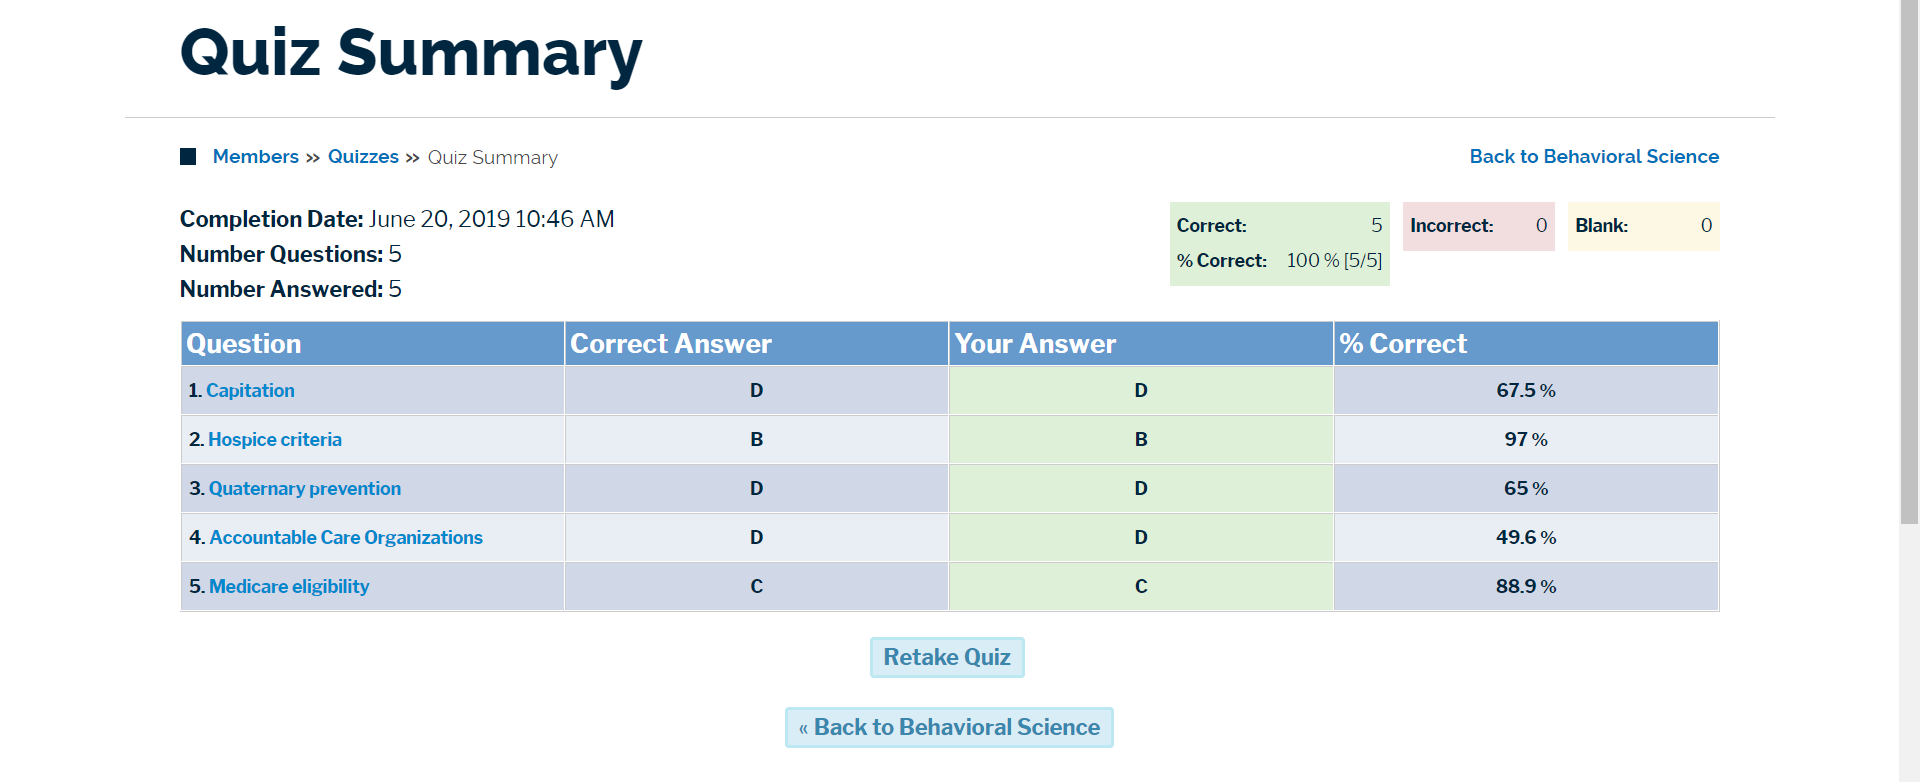 Quiz Summary
Members » Quizzes » Quiz Summary
Back to Behavioral Science
Completion Date: June 20, 2019 10:46 AM
Number Questions: 5
Number Answered: 5
Correct: 5
% Correct: 100 % [5/5]
Incorrect: 0
Blank: 0
Question Correct Answer Your Answer % Correct
1. Capitation D D 67.5 %
2. Hospice criteria B B 97 %
3. Quaternary prevention D D 65 %
4. Accountable Care Organizations D D 49.6 %
5. Medicare eligibility C C 88.9 %
Retake Quiz
« Back to Behavioral Science